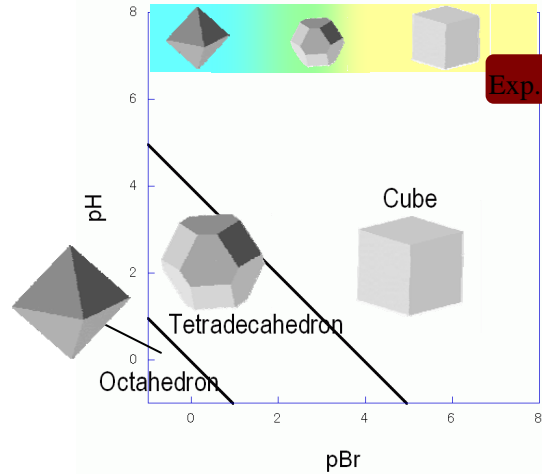 8
Exp.
6
pH
4
Cube
2
Tetradecahedron
0
Octahedron
0 2 4 6 8
pBr